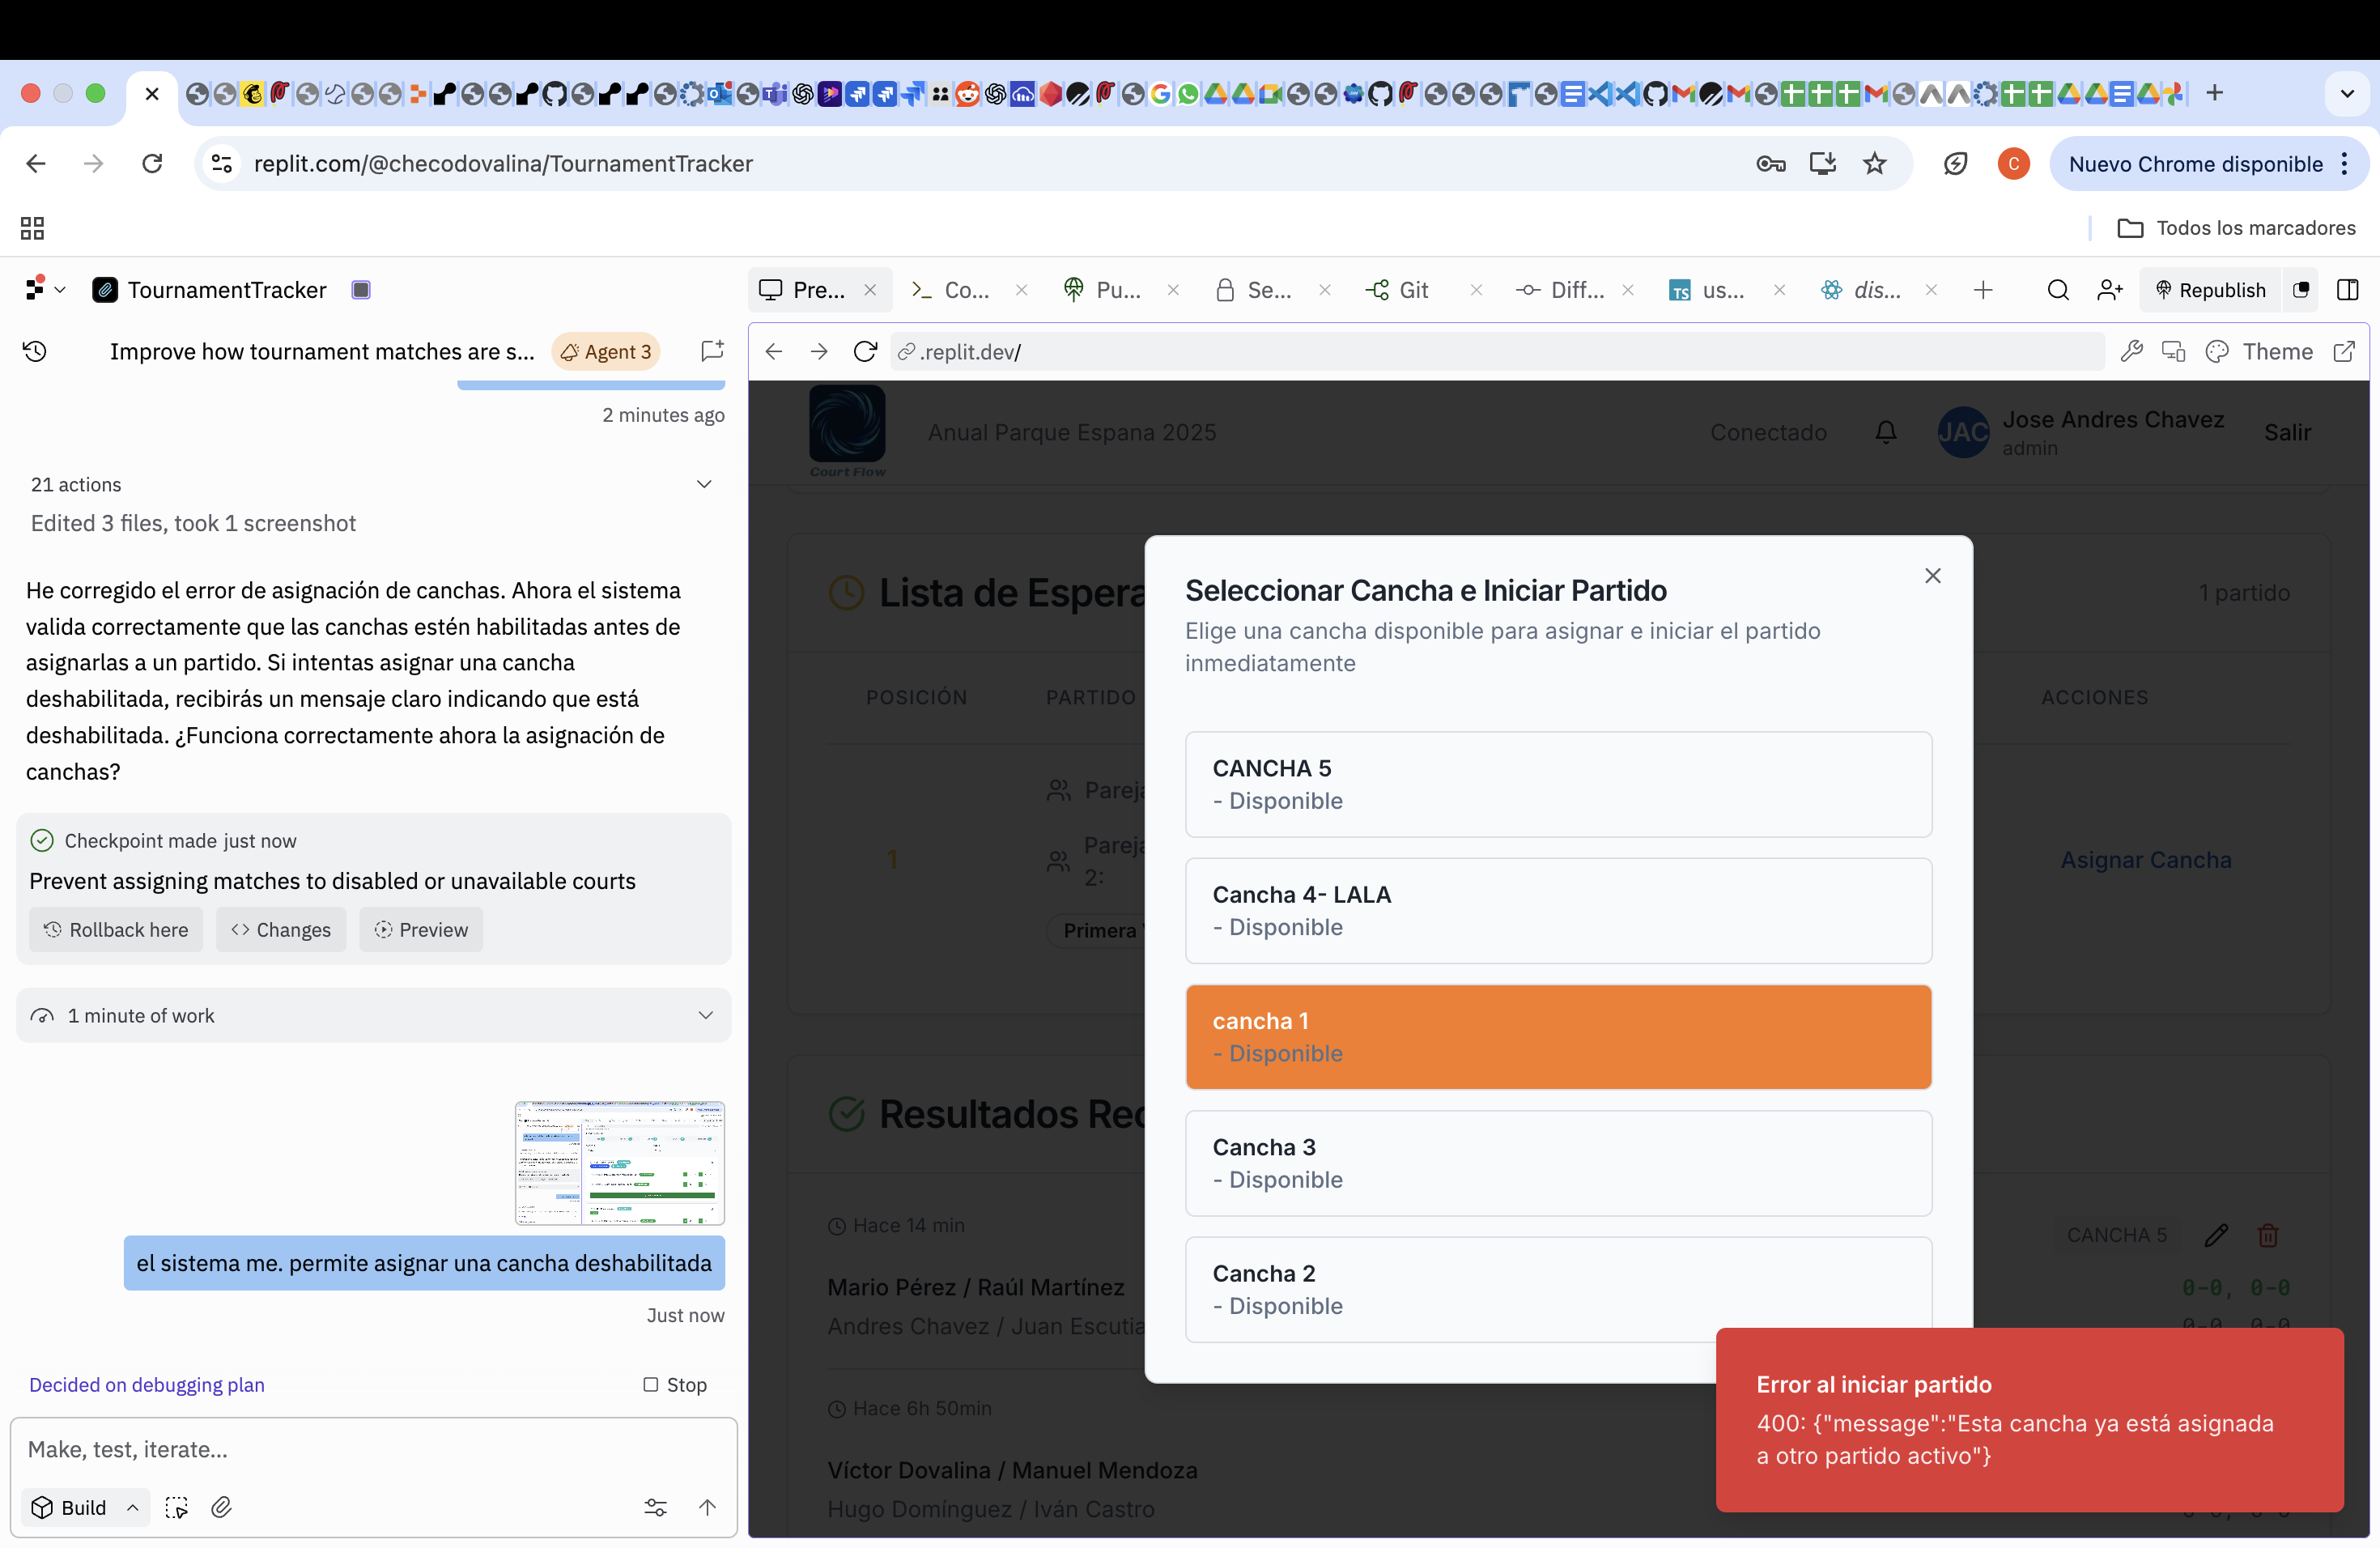 replit.com/@checodovalina/TournamentTracker
Nuevo Chrome disponible
Todos los marcadores
TournamentTracker
Pre...
Co...
Pu...
Se...
Git
Diff...
us...
dis...
Republish
Improve how tournament matches are s...
Agent 3
.replit.dev/
Theme
2 minutes ago
21 actions
Edited 3 files, took 1 screenshot
He corregido el error de asignación de canchas. Ahora el sistema
valida correctamente que las canchas estén habilitadas antes de
asignarlas a un partido. Si intentas asignar una cancha
deshabilitada, recibirás un mensaje claro indicando que está
deshabilitada. ¿Funciona correctamente ahora la asignación de
canchas?
Checkpoint made just now
Prevent assigning matches to disabled or unavailable courts
Rollback here
Changes
Preview
1 minute of work
el sistema me. permite asignar una cancha deshabilitada
Just now
Decided on debugging plan
Stop
Make, test, iterate...
Build
Court Flow
Anual Parque Espana 2025
Conectado
JAC
Jose Andres Chavez
admin
Salir
Lista de Espera
1 partido
POSICIÓN
PARTIDO
ACCIONES
1
Pareja
Pareja
2:
Primera
Asignar Cancha
Seleccionar Cancha e Iniciar Partido
Elige una cancha disponible para asignar e iniciar el partido
inmediatamente
CANCHA 5
- Disponible
Cancha 4- LALA
- Disponible
cancha 1
- Disponible
Cancha 3
- Disponible
Cancha 2
- Disponible
Resultados Rec
Hace 14 min
CANCHA 5
Mario Pérez / Raúl Martínez
0-0, 0-0
Andres Chavez / Juan Escutia
0-0, 0-0
Hace 6h 50min
Víctor Dovalina / Manuel Mendoza
Hugo Domínguez / Iván Castro
Error al iniciar partido
400: {"message":"Esta cancha ya está asignada
a otro partido activo"}